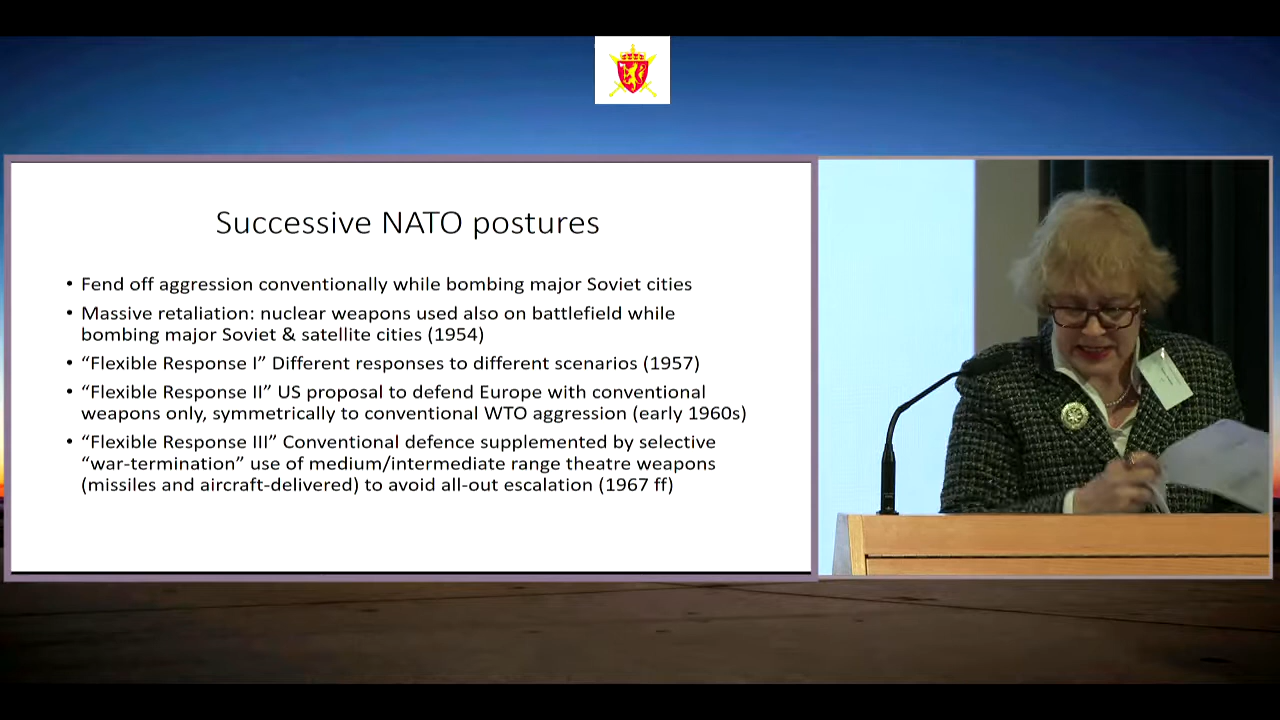 Successive NATO postures
• Fend off aggression conventionally while bombing major Soviet cities
• Massive retaliation: nuclear weapons used also on battlefield while
bombing major Soviet & satellite cities (1954)
• “Flexible Response I” Different responses to different scenarios (1957)
• “Flexible Response II” US proposal to defend Europe with conventional
weapons only, symmetrically to conventional WTO aggression (early 1960s)
• “Flexible Response III” Conventional defence supplemented by selective
“war-termination” use of medium/intermediate range theatre weapons
(missiles and aircraft-delivered) to avoid all-out escalation (1967 ff)